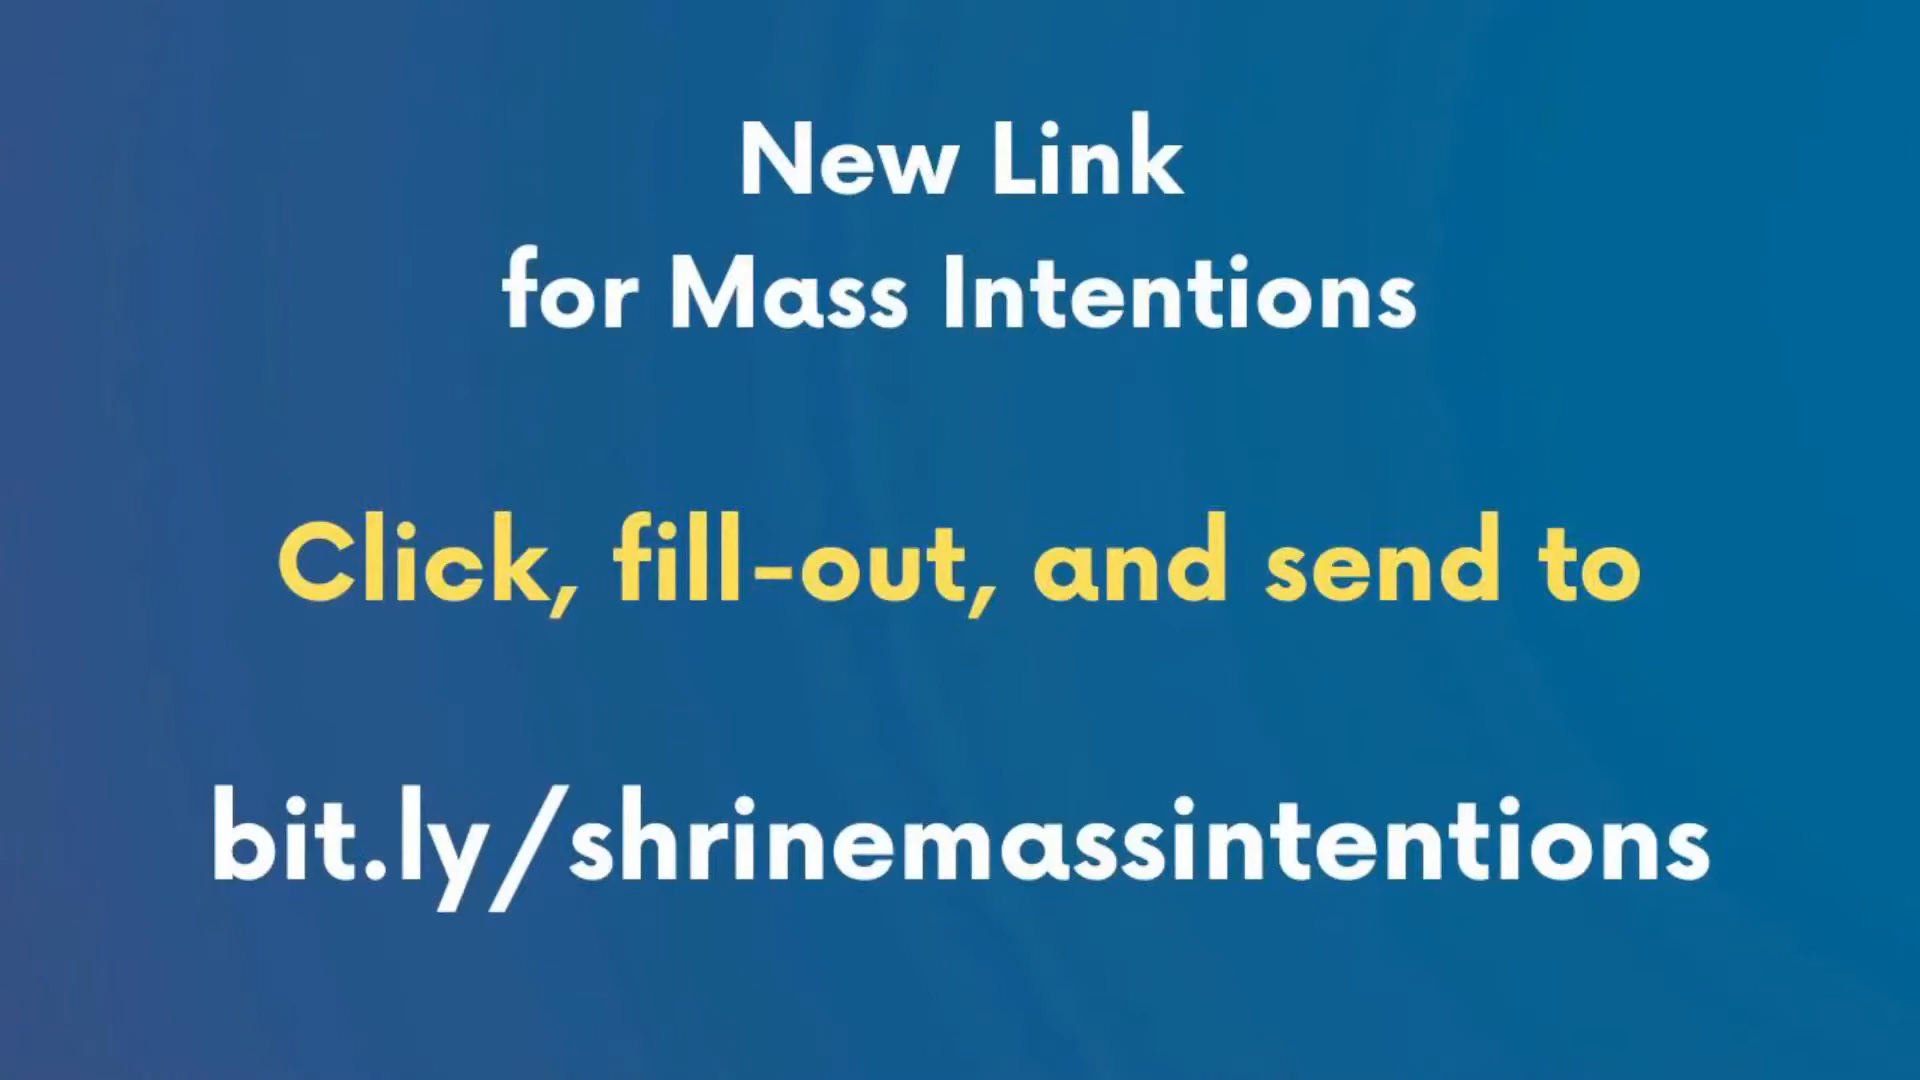 New Link
for Mass Intentions
Click, fill-out, and send to
bit.ly/shrinemassintentions